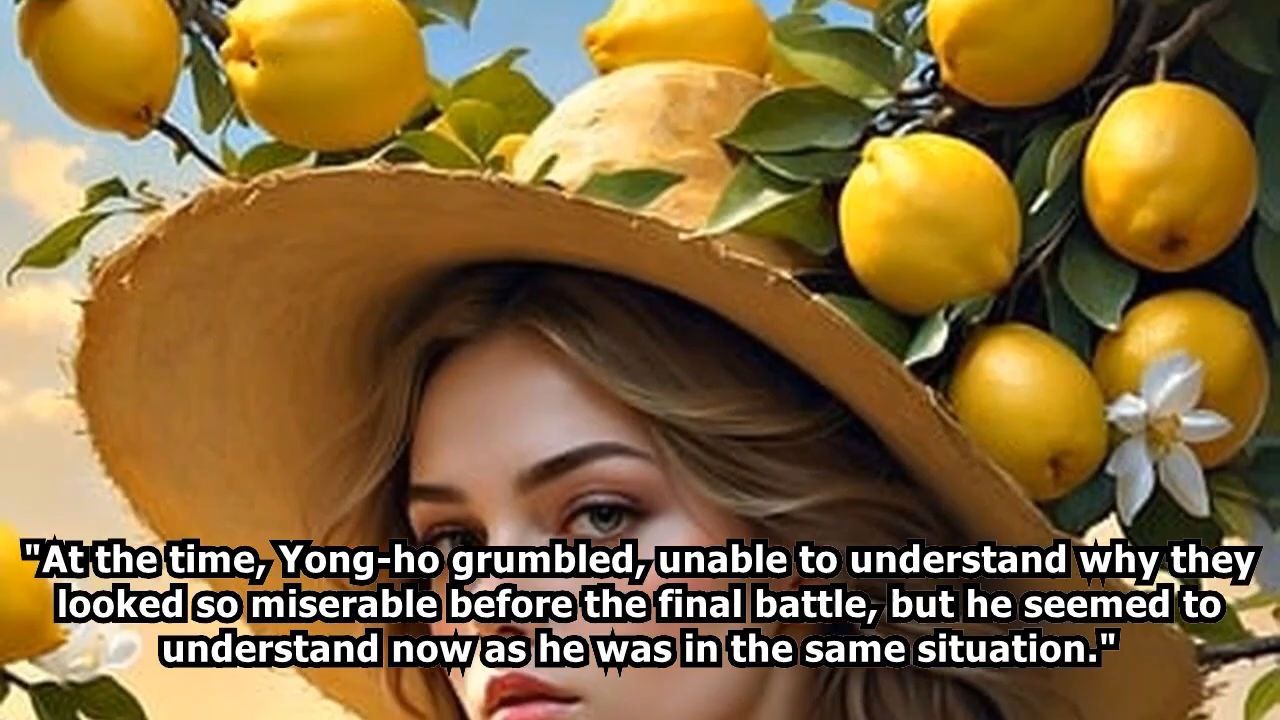 "At the time, Yong-ho grumbled, unable to understand why they
looked so miserable before the final battle, but he seemed to
understand now as he was in the same situation."